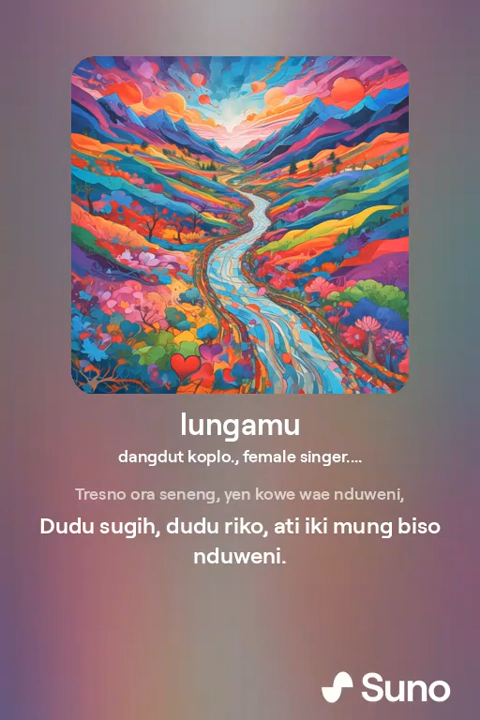 lungamu
dangdut koplo., female singer....
Tresno ora seneng, yen kowe wae nduweni,
Dudu sugih, dudu riko, ati iki mung biso
nduweni.
Suno